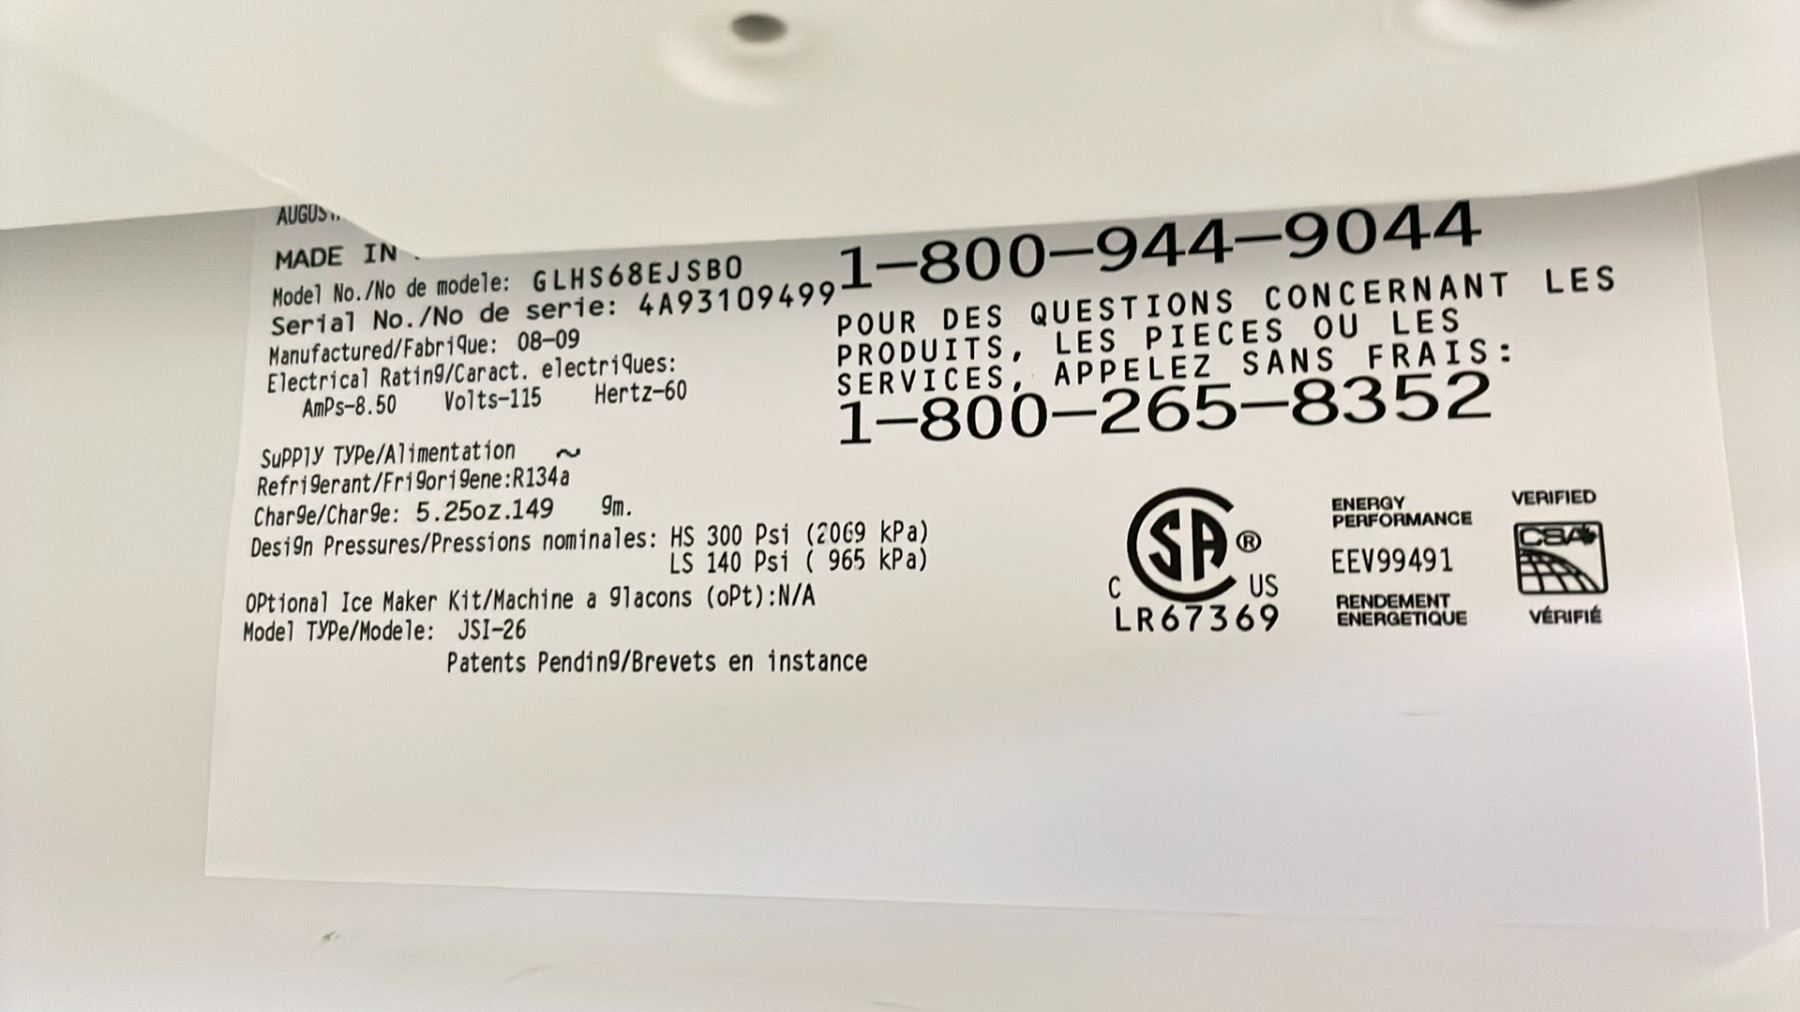 MADE IN
Model No./No de modele: GLHS68EJSB0
Serial No./No de serie: 4A93109499
Manufactured/Fabrique: 08-09
Electrical Rating/Caract. electriques:
Amps-8.50 Volts-115 Hertz-60
Supply Type/Alimentation ~
Refrigerant/Frigorigene:R134a
Charge/Charge: 5.25oz.149 gm.
Design Pressures/Pressions nominales: HS 300 Psi (2069 kPa)
LS 140 Psi ( 965 kPa)
Optional Ice Maker Kit/Machine a glacons (opt):N/A
Model Type/Modele: JSI-26
Patents Pending/Brevets en instance
1-800-944-9044
POUR DES QUESTIONS CONCERNANT LES
PRODUITS, LES PIECES OU LES
SERVICES, APPELEZ SANS FRAIS:
1-800-265-8352
C SA ® US
LR67369
ENERGY
PERFORMANCE
EEV99491
RENDEMENT
ENERGETIQUE
VERIFIED
CSA
VÉRIFIÉ